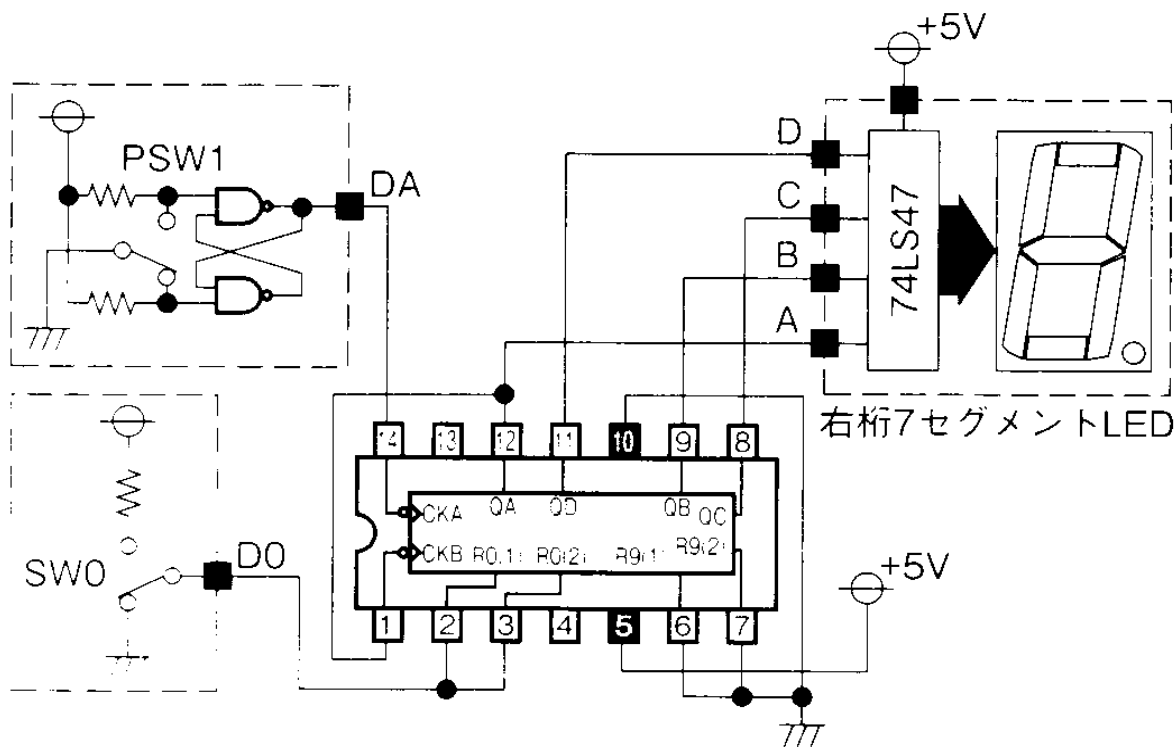 +5V
PSW1
DA
D
C
B
A
74LS47
右桁7セグメントLED
14 13 12 11 10 9 8
QA QD QB QC
CKA
CKB R0(1) R0(2) R9(1) R9(2)
SW0
D0
+5V
1 2 3 4 5 6 7